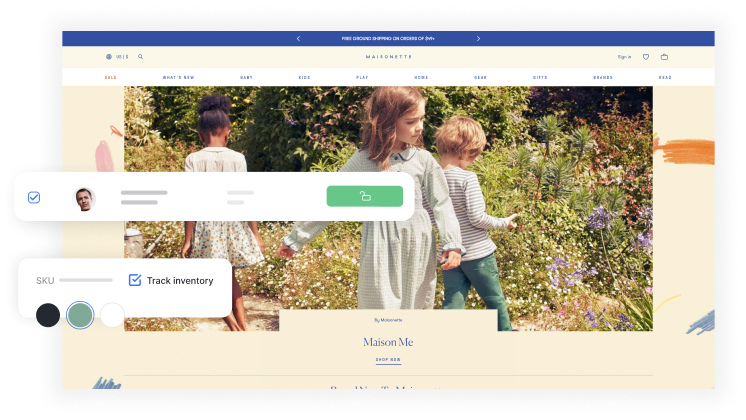 FREE GROUND SHIPPING ON ORDERS OF $49+
US | $
MAISONETTE
Sign in
SALE
WHAT'S NEW
BABY
KIDS
PLAY
HOME
GEAR
GIFTS
BRANDS
READ
SKU
Track inventory
By Maisonette
Maison Me
SHOP NOW